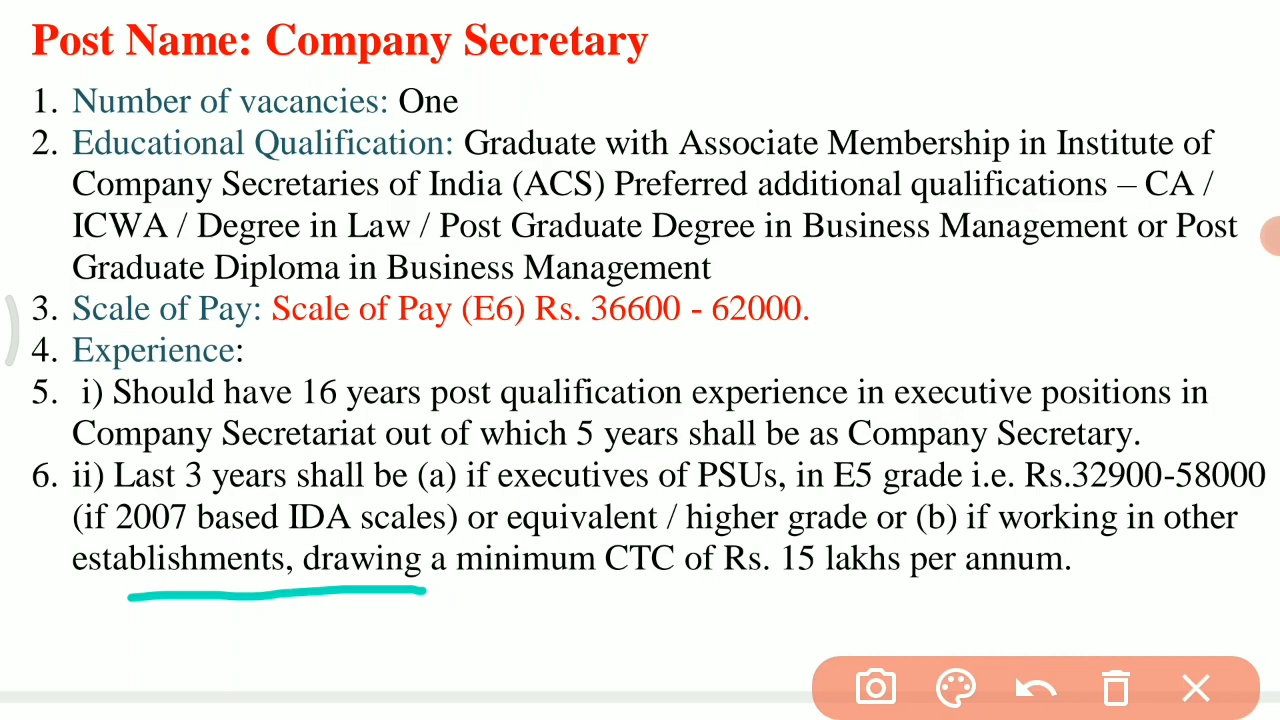 Post Name: Company Secretary
1. Number of vacancies: One
2. Educational Qualification: Graduate with Associate Membership in Institute of
Company Secretaries of India (ACS) Preferred additional qualifications – CA /
ICWA / Degree in Law / Post Graduate Degree in Business Management or Post
Graduate Diploma in Business Management
3. Scale of Pay: Scale of Pay (E6) Rs. 36600 - 62000.
4. Experience:
5. i) Should have 16 years post qualification experience in executive positions in
Company Secretariat out of which 5 years shall be as Company Secretary.
6. ii) Last 3 years shall be (a) if executives of PSUs, in E5 grade i.e. Rs.32900-58000
(if 2007 based IDA scales) or equivalent / higher grade or (b) if working in other
establishments, drawing a minimum CTC of Rs. 15 lakhs per annum.